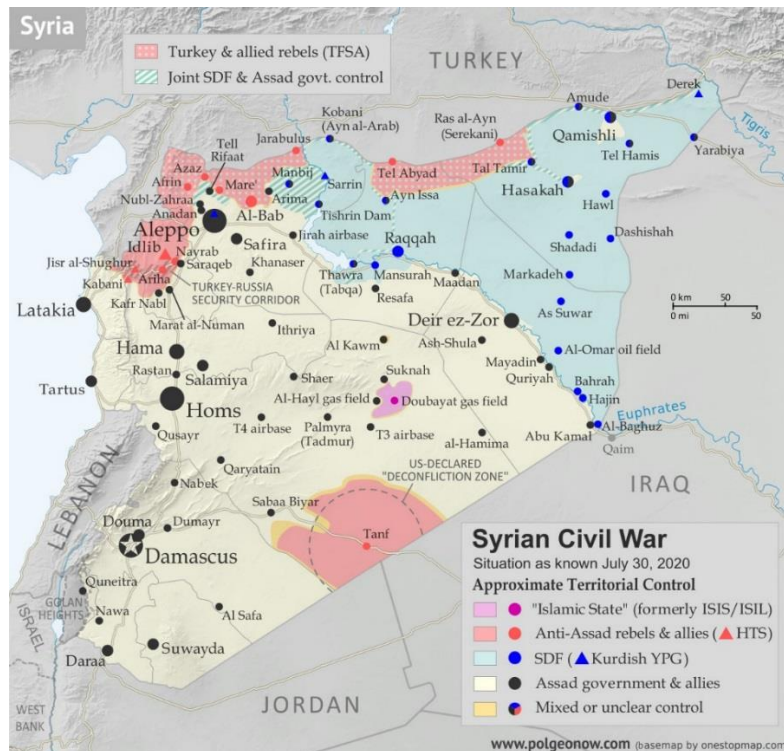 Syria
Turkey & allied rebels (TFSA)
Joint SDF & Assad govt. control
TURKEY
Derek
Kobani
(Ayn al-Arab)
Ras al-Ayn
(Serekani)
Amude
Qamishli
Tigris
Jarabulus
Tell
Rifaat
Azaz
Afrin
Mare'
Manbij
Sarrin
Tel Abyad
Tal Tamir
Tel Hamis
Yarabiya
Nubl-Zahraa
Anadan
Al-Bab
Arima
Tishrin Dam
Ayn Issa
Hasakah
Hawl
Aleppo
Safira
Jirah airbase
Raqqah
Shadadi
Dashishah
Idlib
Nayrab
Saraqeb
Khanaser
Jisr al-Shughur
Kabani
Ariha
Thawra
(Tabqa)
Mansurah
Resafa
Maadan
Markadeh
TURKEY-RUSSIA
SECURITY CORRIDOR
Kafr Nabl
Marat al-Numan
Latakia
As Suwar
0 km 50
0 mi 50
Ithriya
Deir ez-Zor
Hama
Al Kawm
Ash-Shula
Al-Omar oil field
Rastan
Salamiya
Shaer
Suknah
Mayadin
Quriyah
Tartus
Al-Hayl gas field
Doubayat gas field
Bahrah
Hajin
Homs
Euphrates
Qusayr
T4 airbase
Palmyra
(Tadmur)
T3 airbase
al-Hamima
Abu Kamal
Al-Baghuz
Qaim
LEBANON
Qaryatain
US-DECLARED
"DECONFLICTION ZONE"
IRAQ
Nabek
Sabaa Biyar
Douma
Dumayr
Tanf
Damascus
Quneitra
GOLAN
HEIGHTS
Nawa
Al Safa
ISRAEL
Daraa
Suwayda
WEST
BANK
JORDAN
Syrian Civil War
Situation as known July 30, 2020
Approximate Territorial Control
"Islamic State" (formerly ISIS/ISIL)
Anti-Assad rebels & allies (▲ HTS)
SDF (▲ Kurdish YPG)
Assad government & allies
Mixed or unclear control
www.polgeonow.com (basemap by onestopmap.com